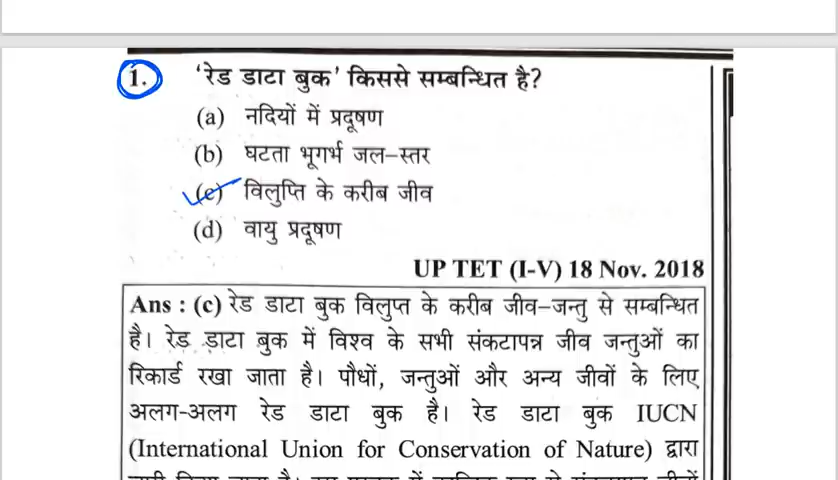 1. 'रेड डाटा बुक' किससे सम्बन्धित है?
(a) नदियों में प्रदूषण
(b) घटता भूगर्भ जल-स्तर
(c) विलुप्ति के करीब जीव
(d) वायु प्रदूषण
UP TET (I-V) 18 Nov. 2018
Ans : (c) रेड डाटा बुक विलुप्त के करीब जीव-जन्तु से सम्बन्धित
है। रेड डाटा बुक में विश्व के सभी संकटापन्न जीव जन्तुओं का
रिकार्ड रखा जाता है। पौधों, जन्तुओं और अन्य जीवों के लिए
अलग-अलग रेड डाटा बुक है। रेड डाटा बुक IUCN
(International Union for Conservation of Nature) द्वारा